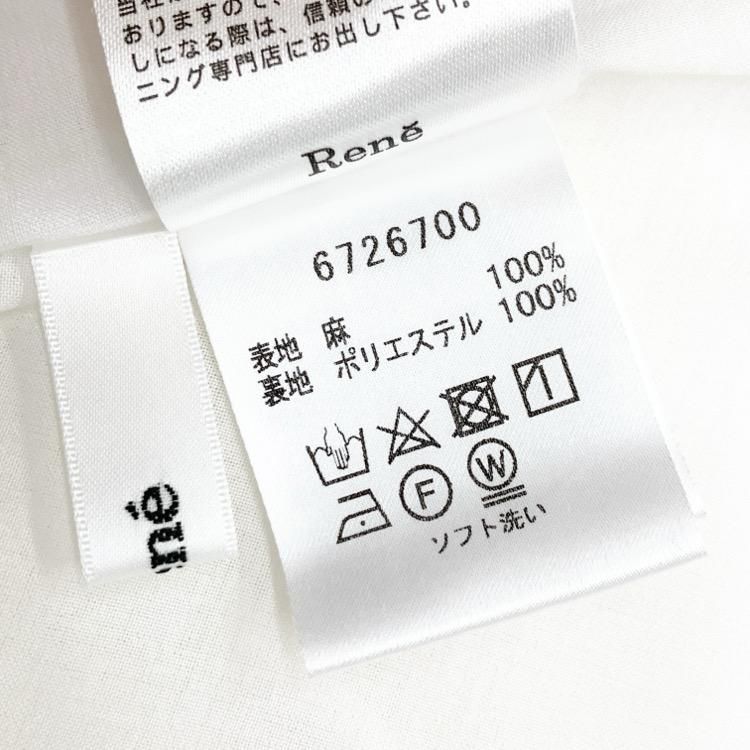 おりますので、
しになる際は、信頼の
ニング専門店にお出し下さい。
René
6726700
表地 麻 100%
裏地 ポリエステル 100%
F W
ソフト洗い
né